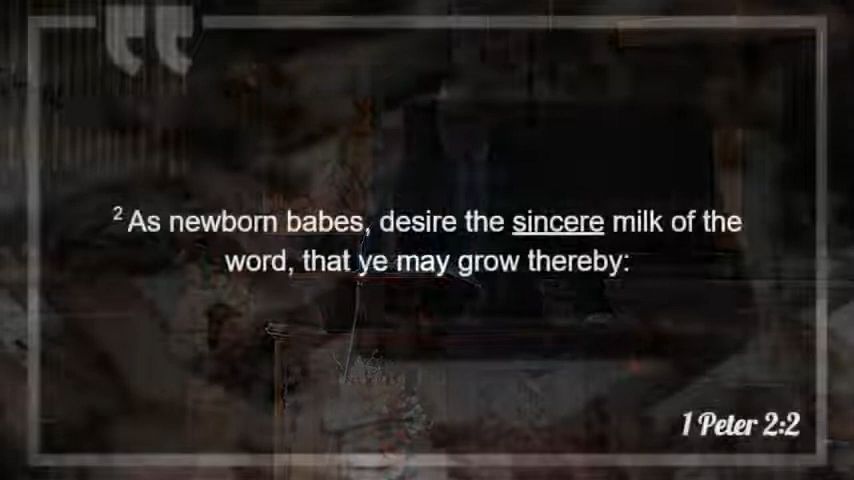 ² As newborn babes, desire the sincere milk of the
word, that ye may grow thereby:
1 Peter 2:2